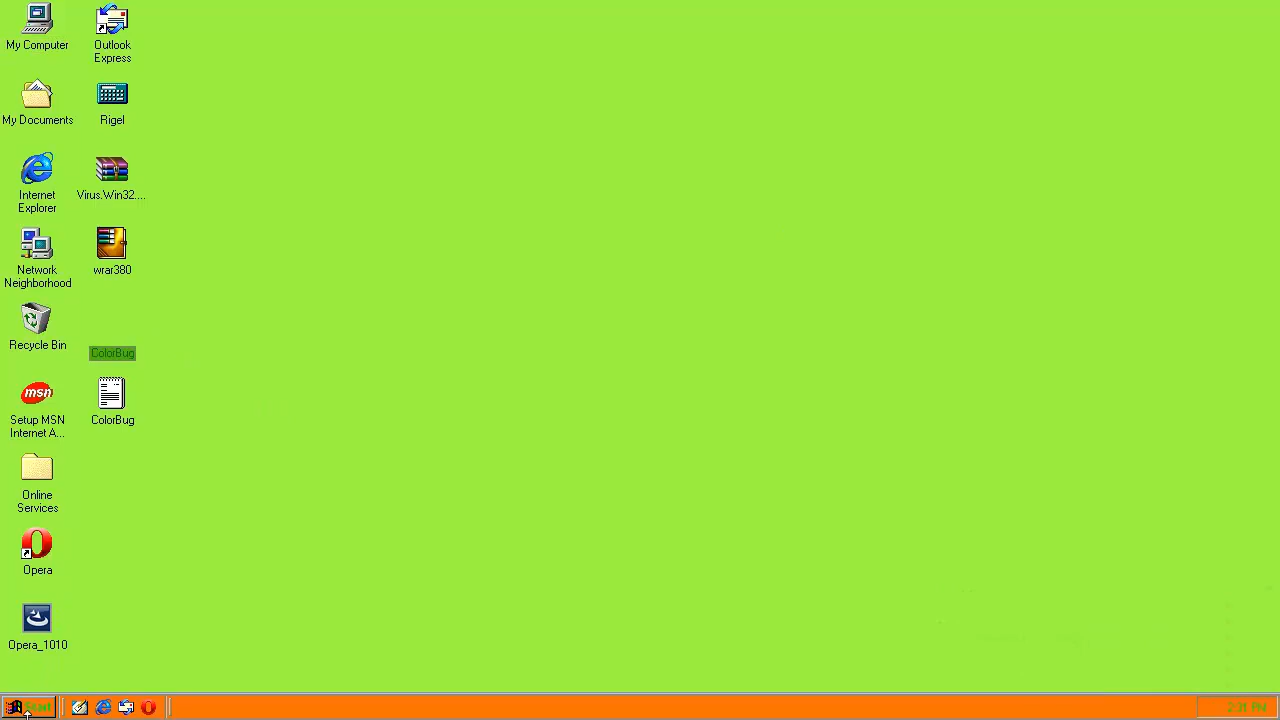 My Computer
Outlook
Express
My Documents
Rigel
Internet
Explorer
Virus.Win32....
Network
Neighborhood
wrar380
Recycle Bin
ColorBug
msn
Setup MSN
Internet A...
ColorBug
Online
Services
Opera
Opera_1010
Start
2:31 PM